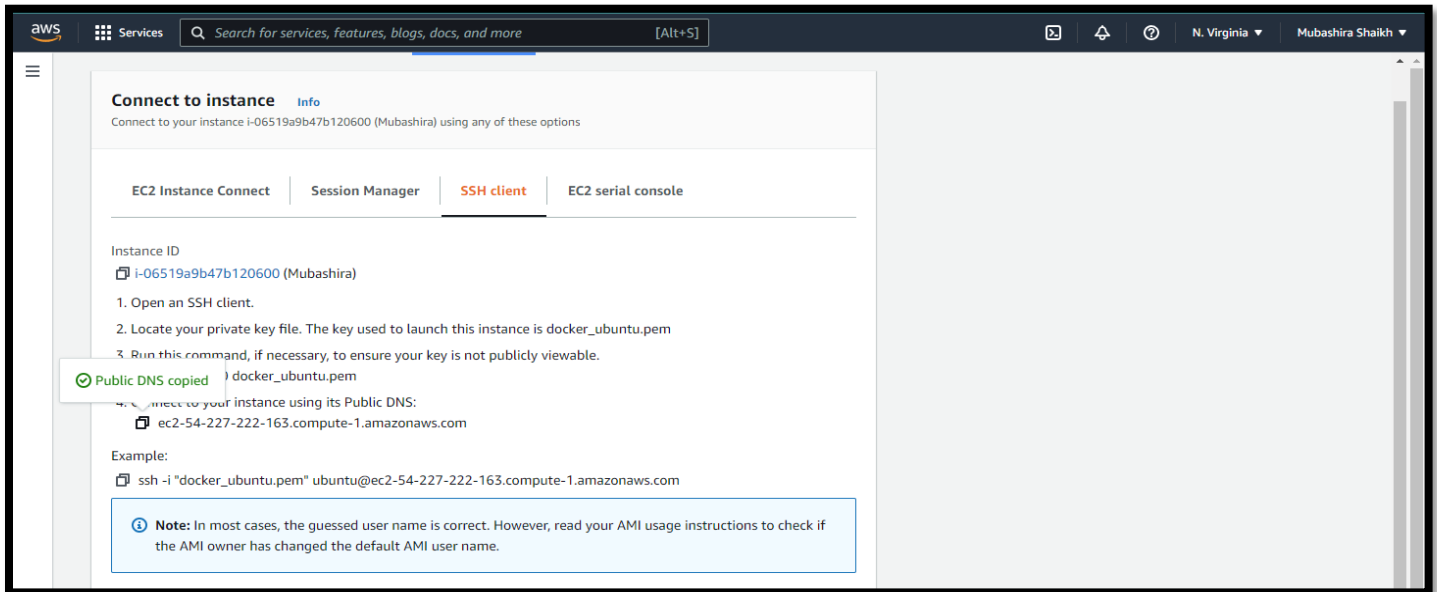 aws Services Search for services, features, blogs, docs, and more [Alt+S] N. Virginia ▼ Mubashira Shaikh ▼
Connect to instance Info
Connect to your instance i-06519a9b47b120600 (Mubashira) using any of these options
EC2 Instance Connect Session Manager SSH client EC2 serial console
Instance ID
i-06519a9b47b120600 (Mubashira)
1. Open an SSH client.
2. Locate your private key file. The key used to launch this instance is docker_ubuntu.pem
3. Run this command, if necessary, to ensure your key is not publicly viewable.
docker_ubuntu.pem
Public DNS copied
to your instance using its Public DNS:
ec2-54-227-222-163.compute-1.amazonaws.com
Example:
ssh -i "docker_ubuntu.pem" ubuntu@ec2-54-227-222-163.compute-1.amazonaws.com
Note: In most cases, the guessed user name is correct. However, read your AMI usage instructions to check if
the AMI owner has changed the default AMI user name.